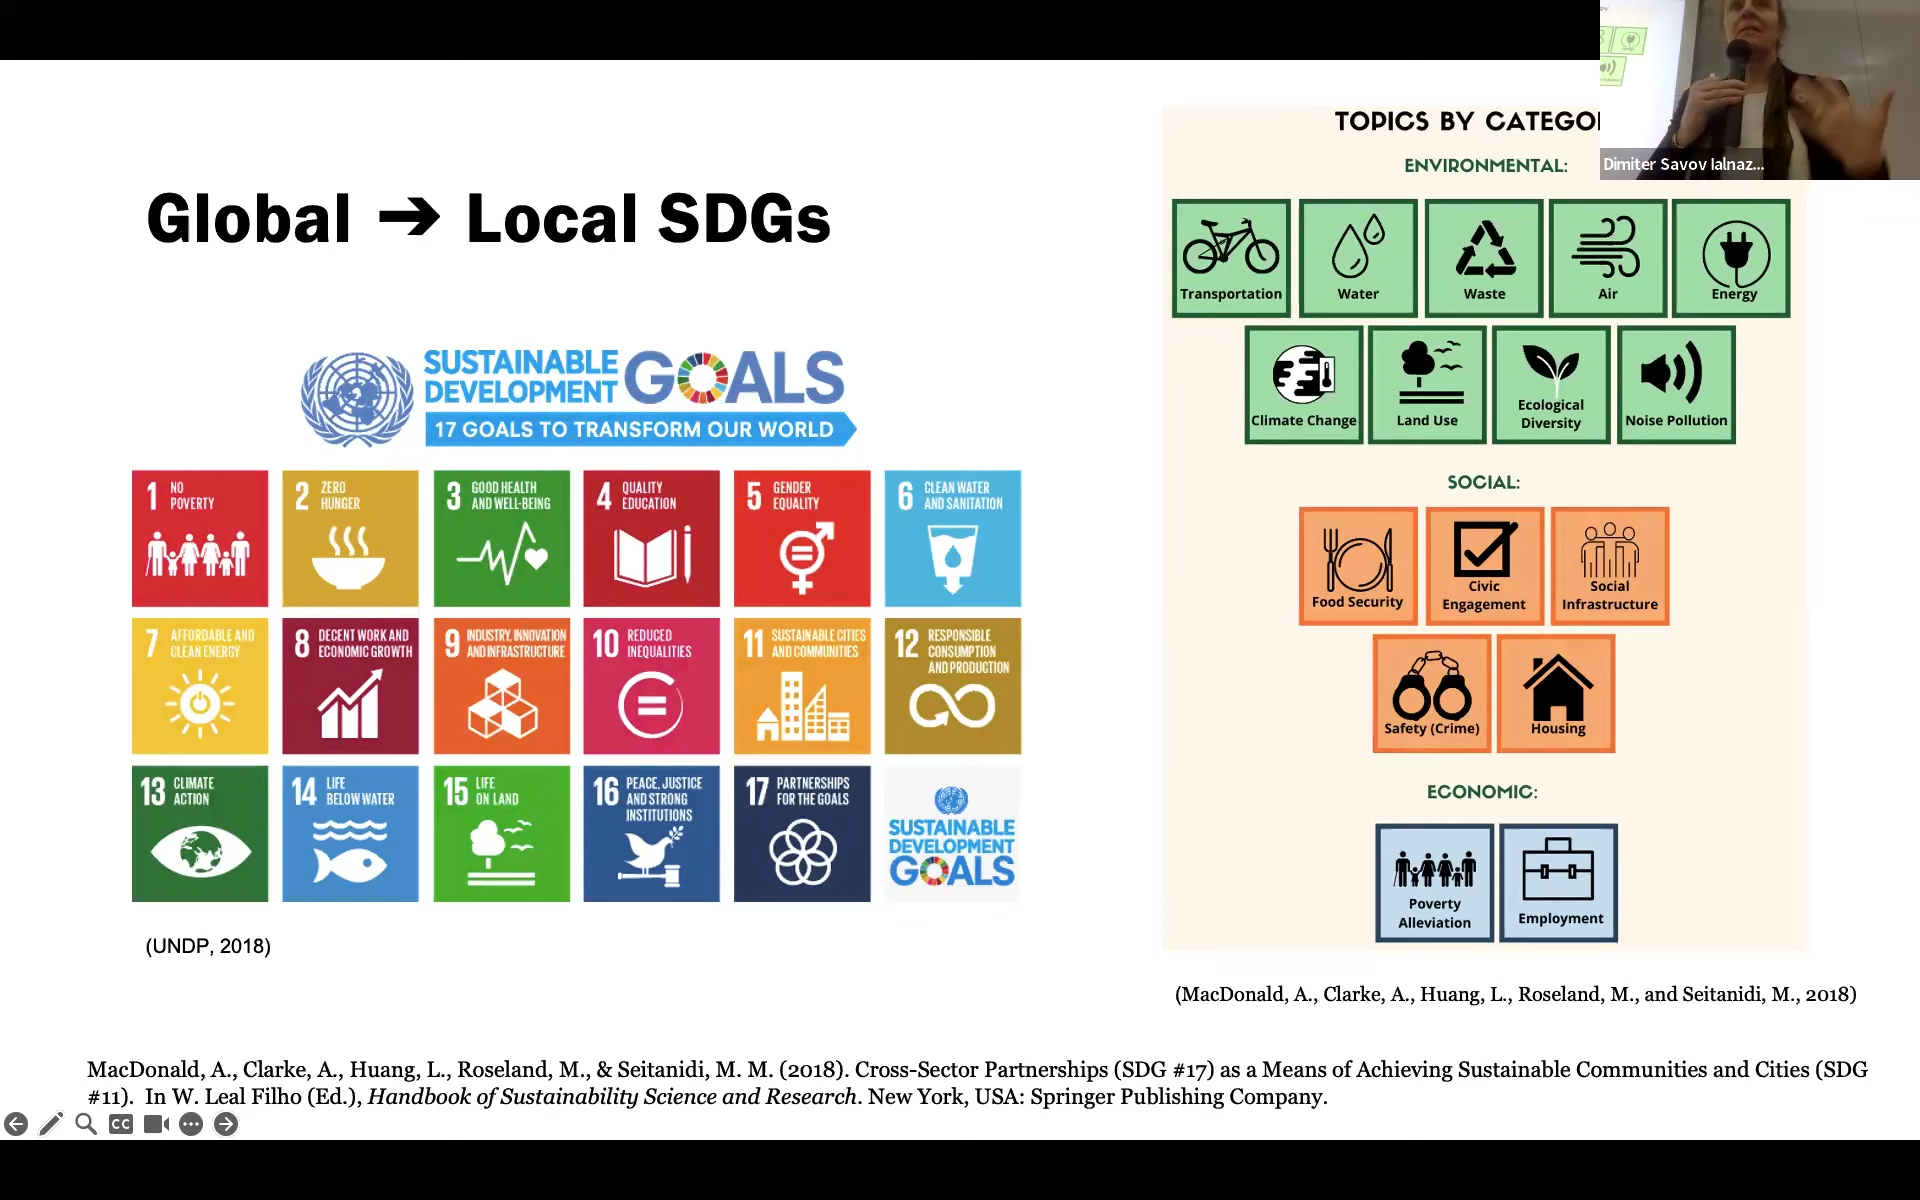 Global ➔ Local SDGs
SUSTAINABLE
DEVELOPMENT
GOALS
17 GOALS TO TRANSFORM OUR WORLD
1 NO
POVERTY
2 ZERO
HUNGER
3 GOOD HEALTH
AND WELL-BEING
4 QUALITY
EDUCATION
5 GENDER
EQUALITY
6 CLEAN WATER
AND SANITATION
7 AFFORDABLE AND
CLEAN ENERGY
8 DECENT WORK AND
ECONOMIC GROWTH
9 INDUSTRY, INNOVATION
AND INFRASTRUCTURE
10 REDUCED
INEQUALITIES
11 SUSTAINABLE CITIES
AND COMMUNITIES
12 RESPONSIBLE
CONSUMPTION
AND PRODUCTION
13 CLIMATE
ACTION
14 LIFE
BELOW WATER
15 LIFE
ON LAND
16 PEACE, JUSTICE
AND STRONG
INSTITUTIONS
17 PARTNERSHIPS
FOR THE GOALS
SUSTAINABLE
DEVELOPMENT
GOALS
(UNDP, 2018)
TOPICS BY CATEGO
ENVIRONMENTAL:
Transportation
Water
Waste
Air
Energy
Climate Change
Land Use
Ecological
Diversity
Noise Pollution
SOCIAL:
Food Security
Civic
Engagement
Social
Infrastructure
Safety (Crime)
Housing
ECONOMIC:
Poverty
Alleviation
Employment
(MacDonald, A., Clarke, A., Huang, L., Roseland, M., and Seitanidi, M., 2018)
MacDonald, A., Clarke, A., Huang, L., Roseland, M., & Seitanidi, M. M. (2018). Cross-Sector Partnerships (SDG #17) as a Means of Achieving Sustainable Communities and Cities (SDG
#11). In W. Leal Filho (Ed.), Handbook of Sustainability Science and Research. New York, USA: Springer Publishing Company.
CC
Dimiter Savov Ialnaz...